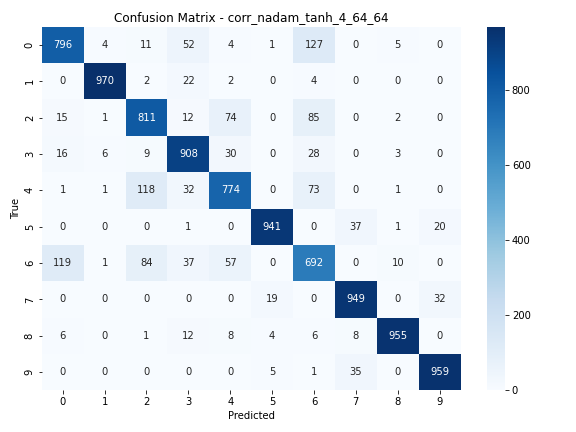 Confusion Matrix - corr_nadam_tanh_4_64_64
0 796 4 11 52 4 1 127 0 5 0
1 0 970 2 22 2 0 4 0 0 0
2 15 1 811 12 74 0 85 0 2 0
3 16 6 9 908 30 0 28 0 3 0
4 1 1 118 32 774 0 73 0 1 0
5 0 0 0 1 0 941 0 37 1 20
6 119 1 84 37 57 0 692 0 10 0
7 0 0 0 0 0 19 0 949 0 32
8 6 0 1 12 8 4 6 8 955 0
9 0 0 0 0 0 5 1 35 0 959
0 1 2 3 4 5 6 7 8 9
Predicted
True
800
600
400
200
0